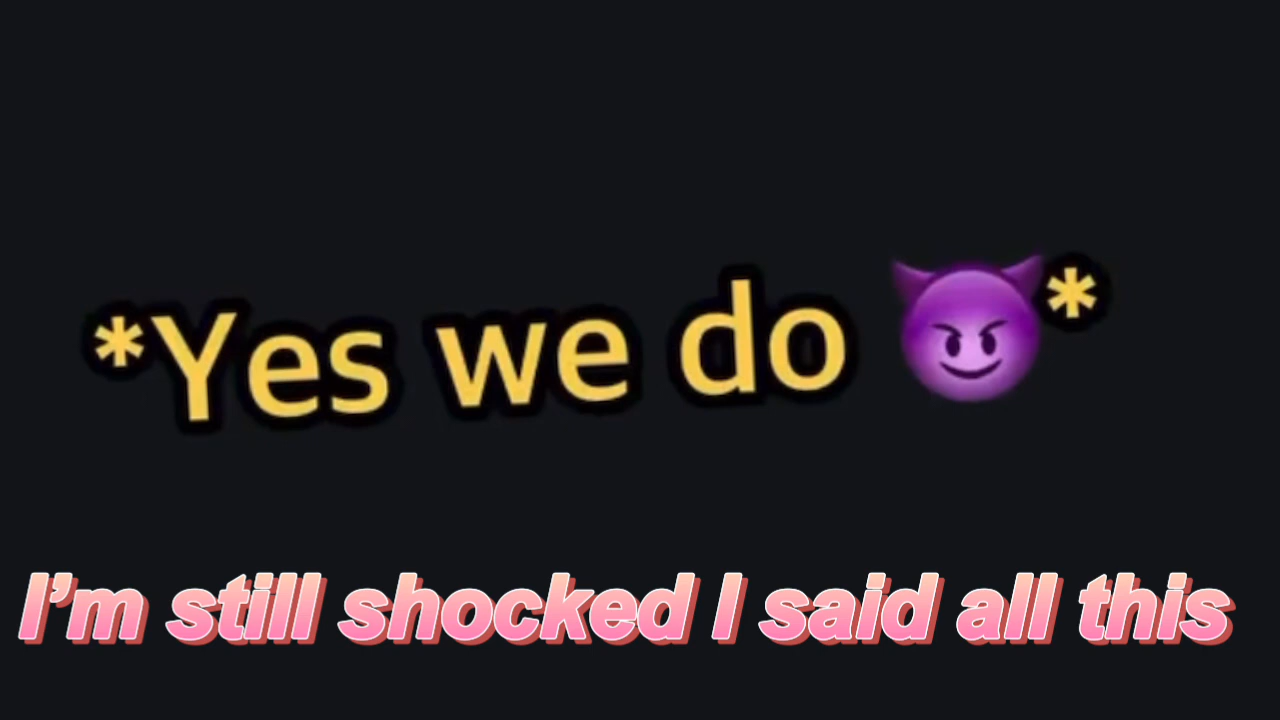 *Yes we do 😈*
I'm still shocked I said all this